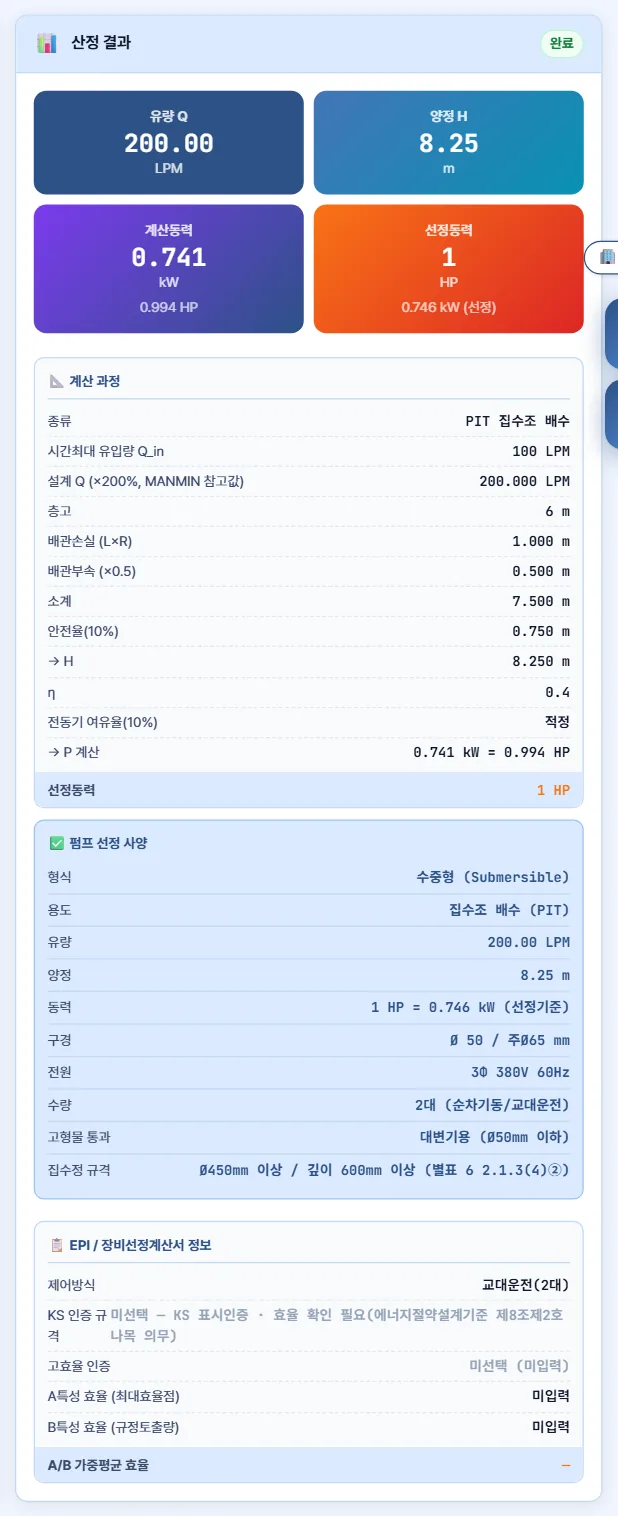 산정 결과
완료
유량 Q
200.00
LPM
양정 H
8.25
m
계산동력
0.741
kW
0.994 HP
선정동력
1
HP
0.746 kW (선정)
계산 과정
종류 PIT 집수조 배수
시간최대 유입량 Q_in 100 LPM
설계 Q (×200%, MANMIN 참고값) 200.000 LPM
층고 6 m
배관손실 (L×R) 1.000 m
배관부속 (×0.5) 0.500 m
소계 7.500 m
안전율(10%) 0.750 m
→ H 8.250 m
η 0.4
전동기 여유율(10%) 적정
→ P 계산 0.741 kW = 0.994 HP
선정동력 1 HP
펌프 선정 사양
형식 수중형 (Submersible)
용도 집수조 배수 (PIT)
유량 200.00 LPM
양정 8.25 m
동력 1 HP = 0.746 kW (선정기준)
구경 Ø 50 / 주Ø65 mm
전원 3Φ 380V 60Hz
수량 2대 (순차기동/교대운전)
고형물 통과 대변기용 (Ø50mm 이하)
집수정 규격 Ø450mm 이상 / 깊이 600mm 이상 (별표 6 2.1.3(4)②)
EPI / 장비선정계산서 정보
제어방식 교대운전(2대)
KS 인증 규격 미선택 — KS 표시인증 · 효율 확인 필요(에너지절약설계기준 제8조제2호
나목 의무)
고효율 인증 미선택 (미입력)
A특성 효율 (최대효율점) 미입력
B특성 효율 (규정토출량) 미입력
A/B 가중평균 효율 —